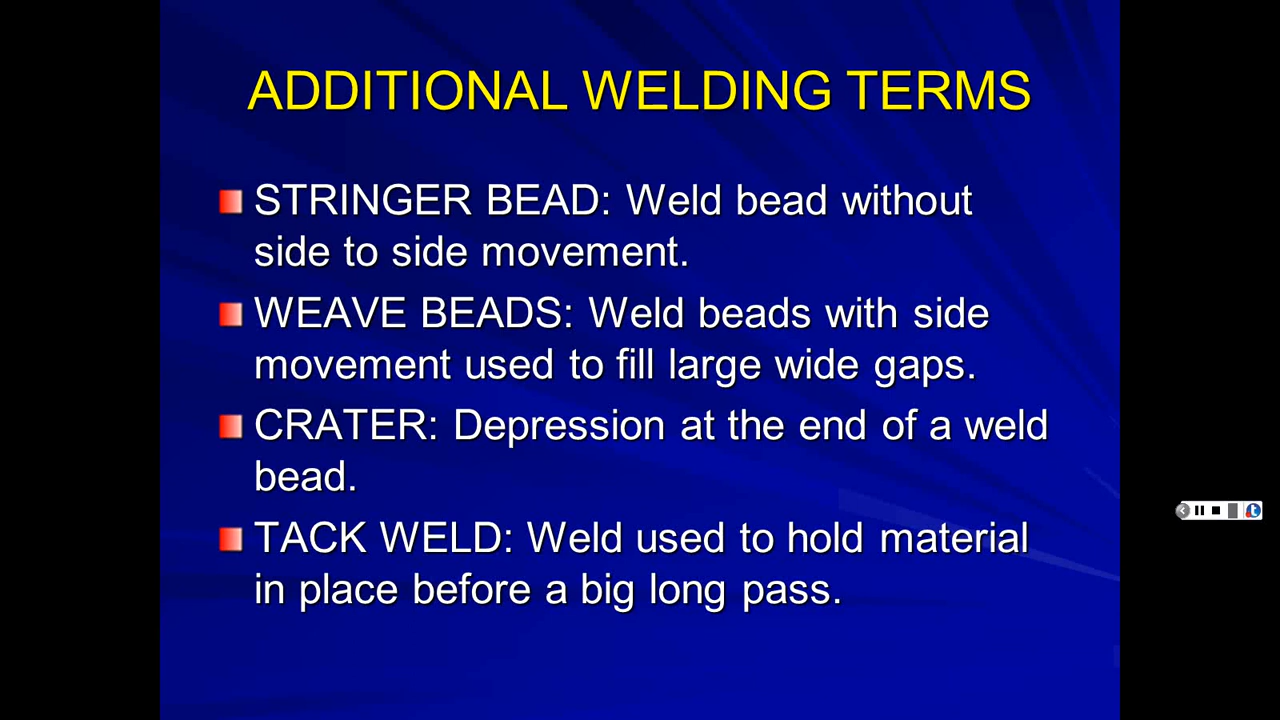 ADDITIONAL WELDING TERMS
STRINGER BEAD: Weld bead without
side to side movement.
WEAVE BEADS: Weld beads with side
movement used to fill large wide gaps.
CRATER: Depression at the end of a weld
bead.
TACK WELD: Weld used to hold material
in place before a big long pass.
t